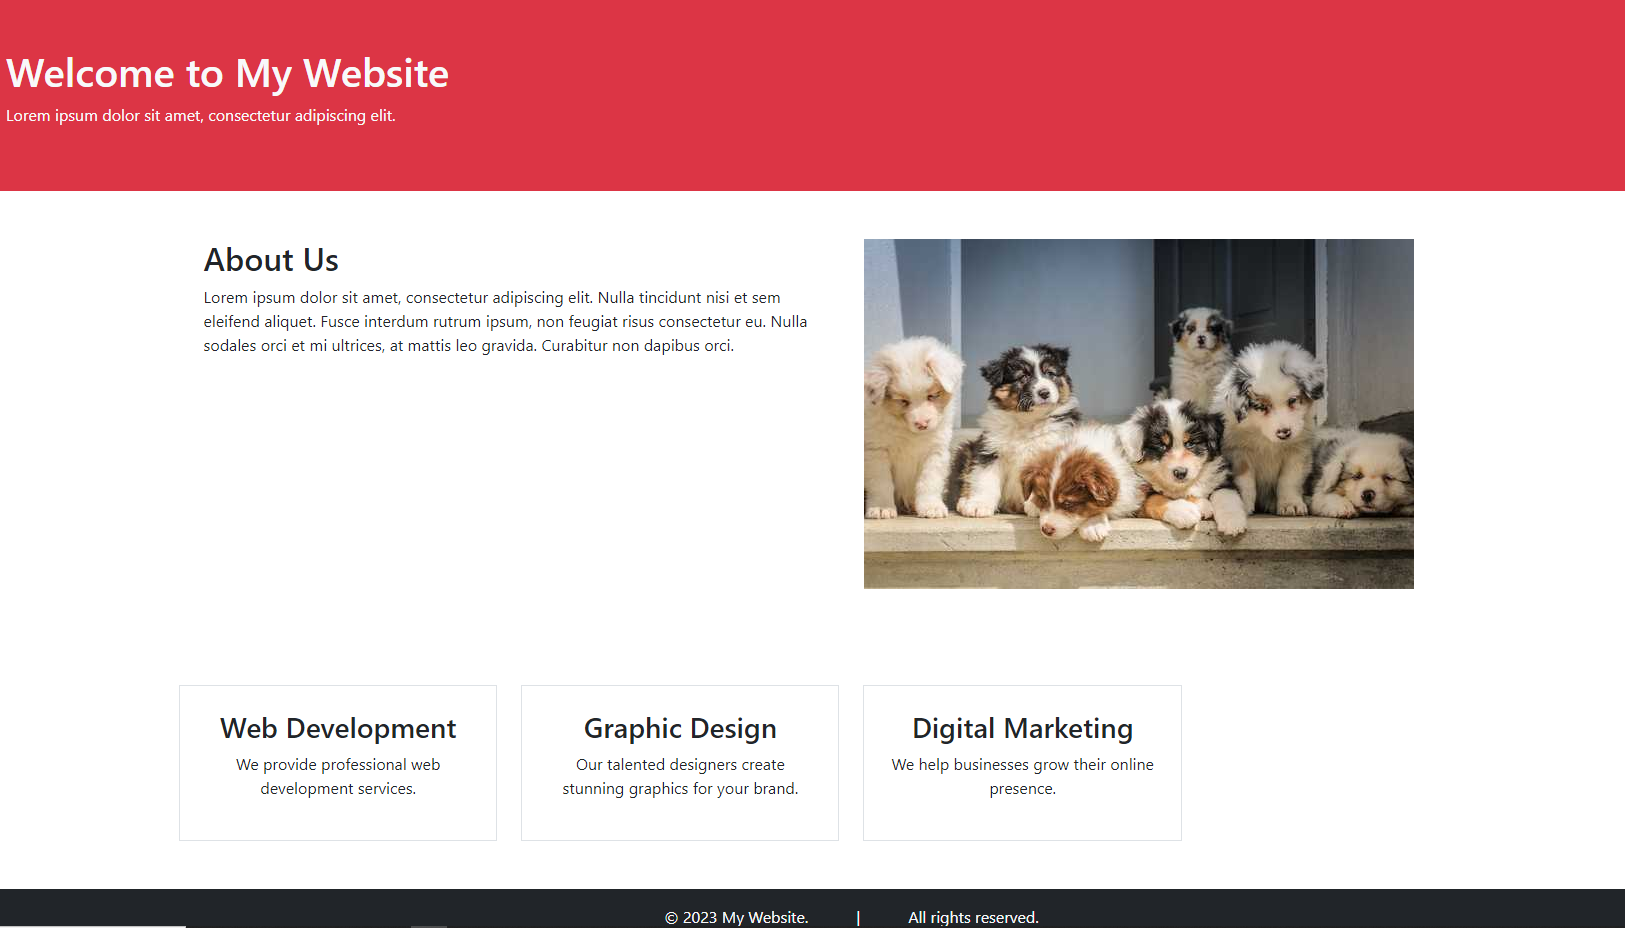 Welcome to My Website
Lorem ipsum dolor sit amet, consectetur adipiscing elit.
About Us
Lorem ipsum dolor sit amet, consectetur adipiscing elit. Nulla tincidunt nisi et sem
eleifend aliquet. Fusce interdum rutrum ipsum, non feugiat risus consectetur eu. Nulla
sodales orci et mi ultrices, at mattis leo gravida. Curabitur non dapibus orci.
Web Development
We provide professional web
development services.
Graphic Design
Our talented designers create
stunning graphics for your brand.
Digital Marketing
We help businesses grow their online
presence.
© 2023 My Website. | All rights reserved.